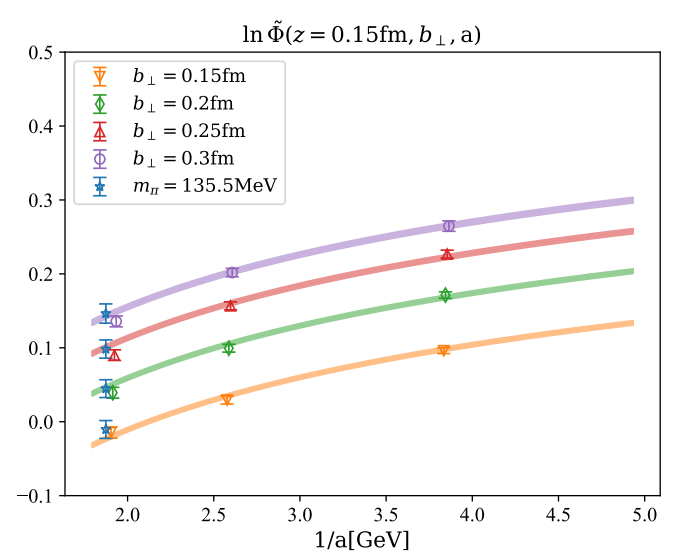 ln Φ̃(z = 0.15fm, b⊥, a)
0.5
0.4
0.3
0.2
0.1
0.0
−0.1
b⊥ = 0.15fm
b⊥ = 0.2fm
b⊥ = 0.25fm
b⊥ = 0.3fm
mπ = 135.5MeV
2.0 2.5 3.0 3.5 4.0 4.5 5.0
1/a[GeV]